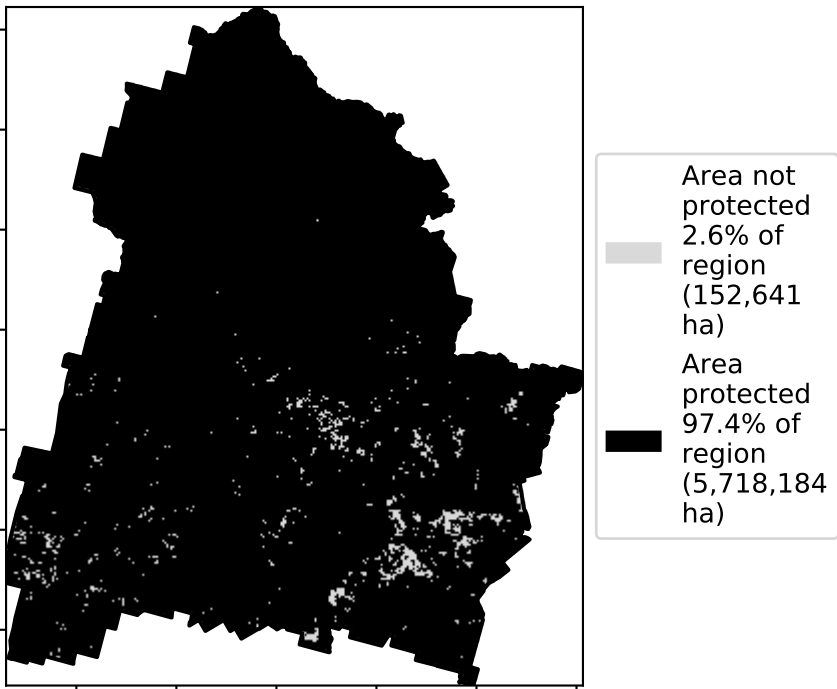 Area not
protected
2.6% of
region
(152,641
ha)
Area
protected
97.4% of
region
(5,718,184
ha)